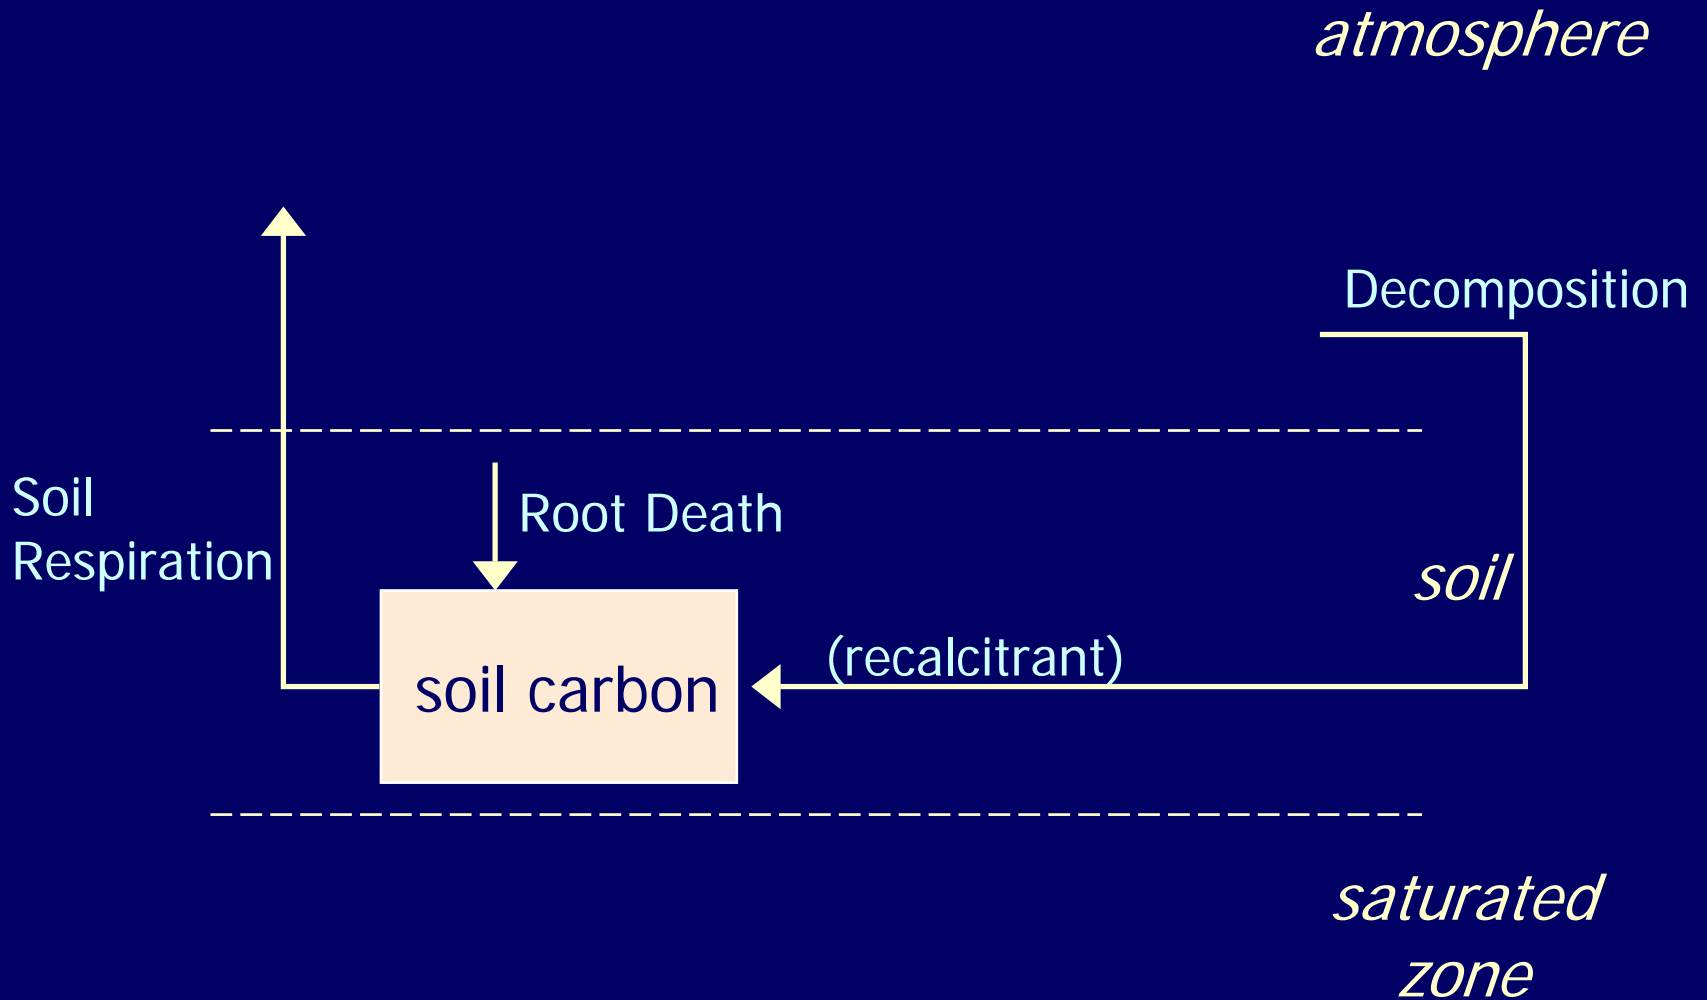 atmosphere
Decomposition
Soil
Respiration
Root Death
soil
(recalcitrant)
soil carbon
saturated
zone